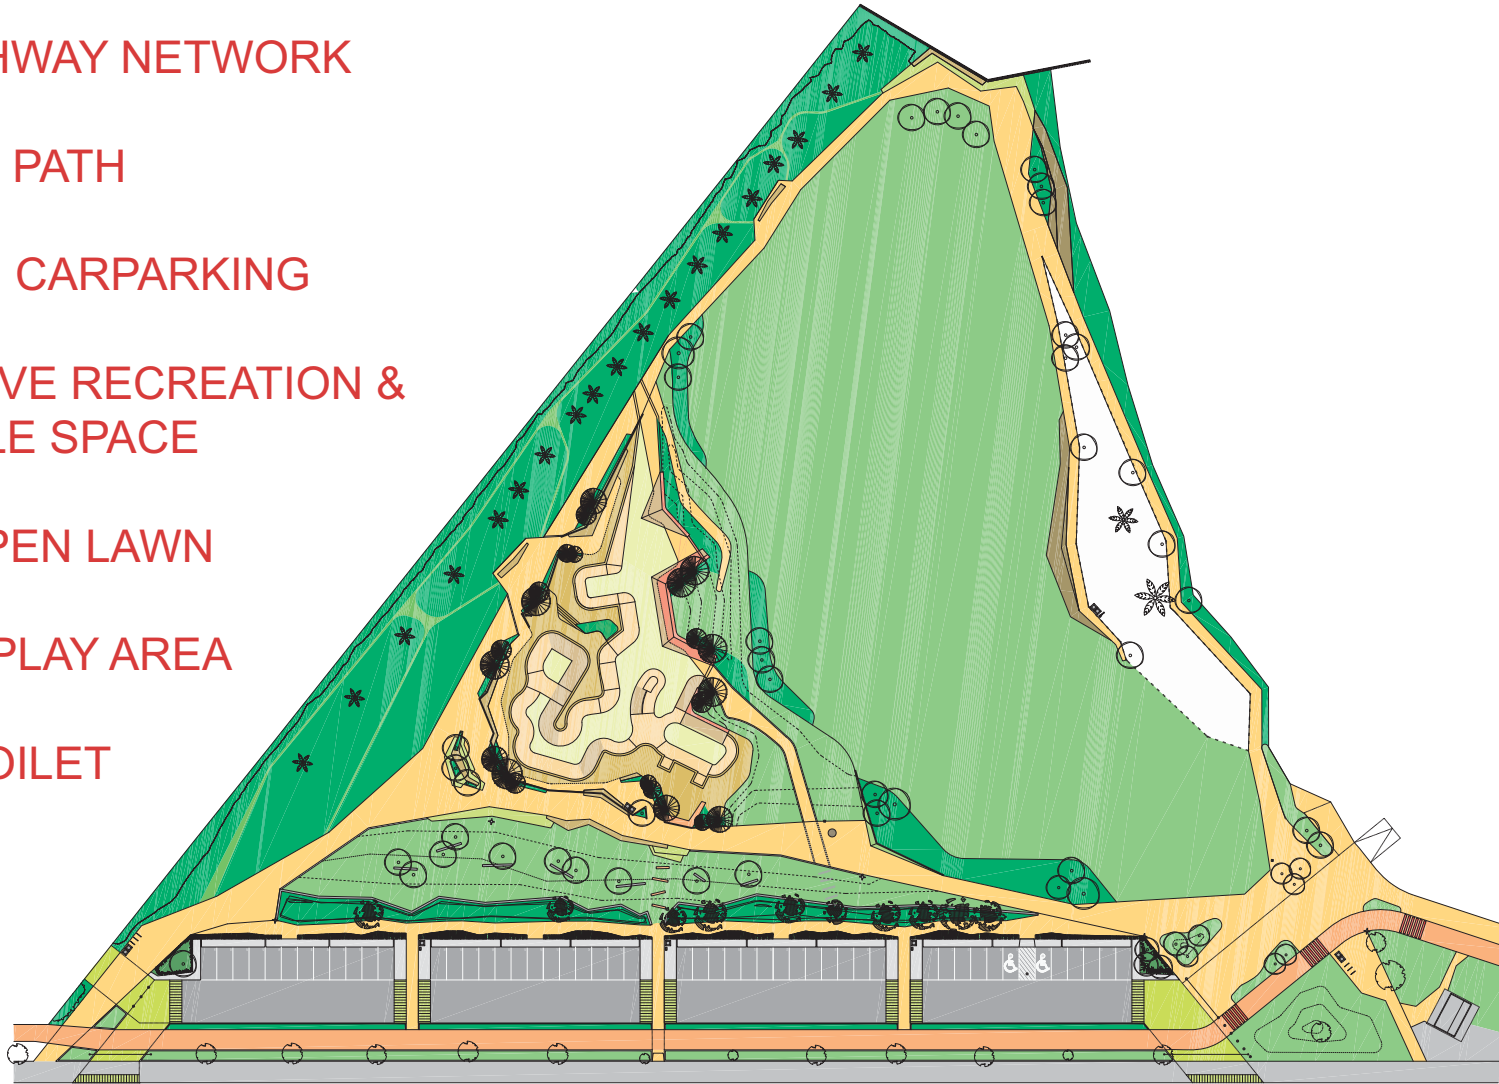 HWAY NETWORK
PATH
CARPARKING
VE RECREATION &
LE SPACE
PEN LAWN
PLAY AREA
OILET